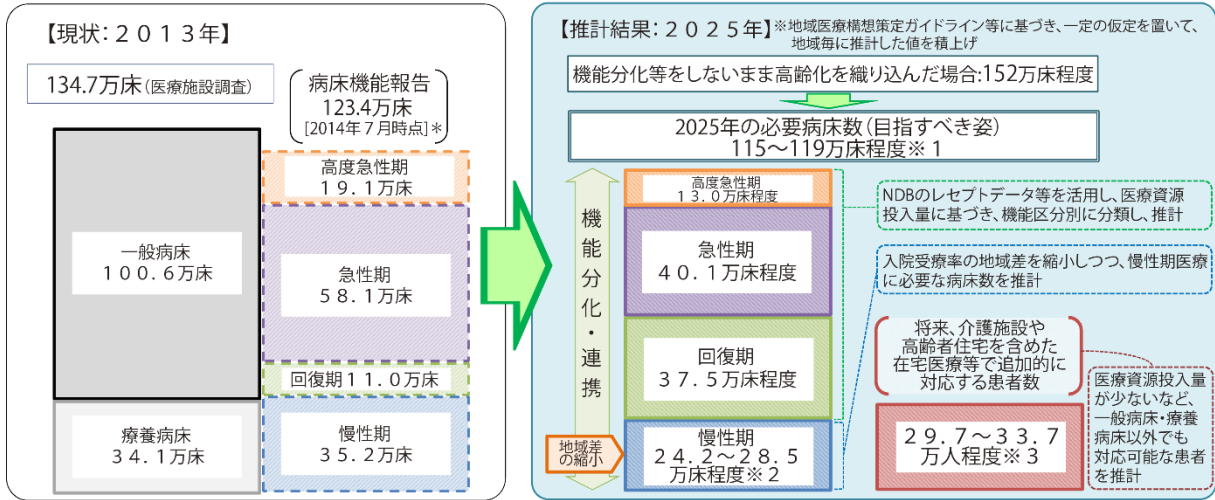 【現状：２０１３年】
134.7万床(医療施設調査)
病床機能報告
123.4万床
[2014年７月時点]＊
一般病床
１００.６万床
療養病床
３４.１万床
高度急性期
１９.１万床
急性期
５８.１万床
回復期１１.０万床
慢性期
３５.２万床
【推計結果：２０２５年】※地域医療構想策定ガイドライン等に基づき、一定の仮定を置いて、
地域毎に推計した値を積上げ
機能分化等をしないまま高齢化を織り込んだ場合:152万床程度
2025年の必要病床数(目指すべき姿)
115～119万床程度※１
機能分化・連携
地域差
の縮小
高度急性期
１３.０万床程度
急性期
４０.１万床程度
回復期
３７.５万床程度
慢性期
２４.２～２８.５
万床程度※２
NDBのレセプトデータ等を活用し、医療資源
投入量に基づき、機能区分別に分類し、推計
入院受療率の地域差を縮小しつつ、慢性期医療
に必要な病床数を推計
将来、介護施設や
高齢者住宅を含めた
在宅医療等で追加的に
対応する患者数
２９.７～３３.７
万人程度※３
医療資源投入量
が少ないなど、
一般病床・療養
病床以外でも
対応可能な患者
を推計